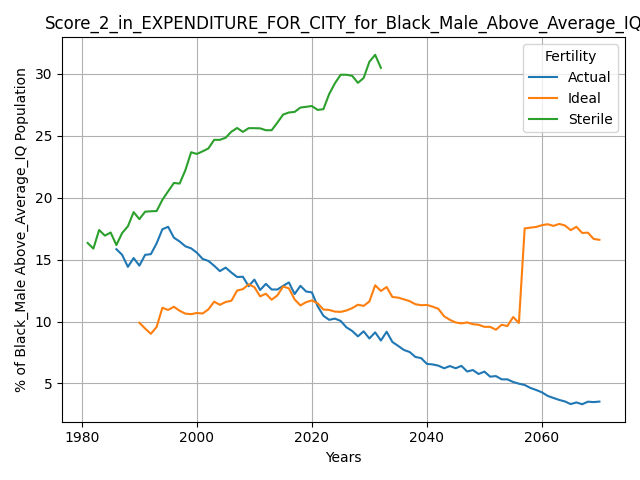 Score_2_in_EXPENDITURE_FOR_CITY_for_Black_Male_Above_Average_IQ
% of Black_Male Above_Average_IQ Population
30
25
20
15
10
5
Fertility
Actual
Ideal
Sterile
1980
2000
2020
2040
2060
Years